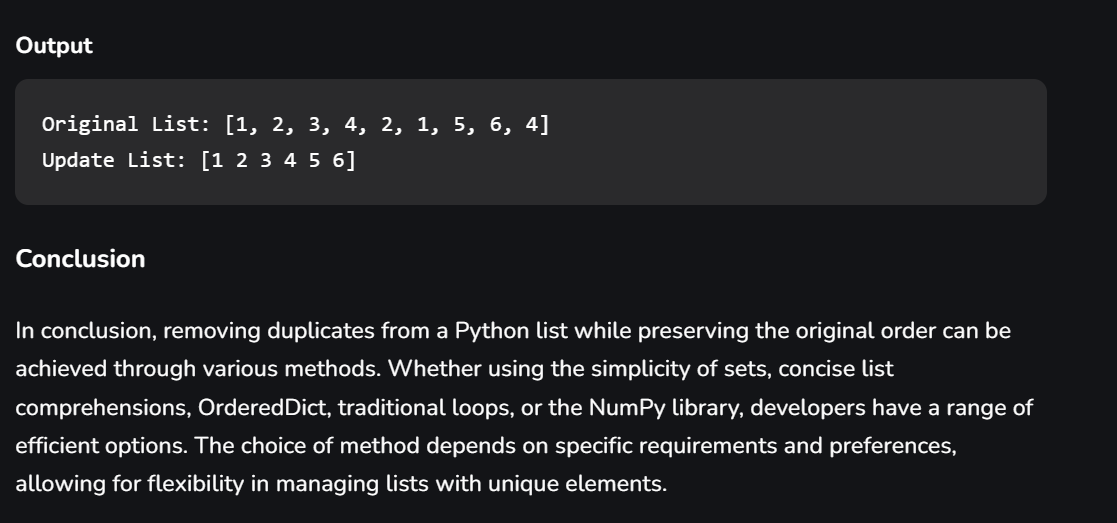 Output
Original List: [1, 2, 3, 4, 2, 1, 5, 6, 4]
Update List: [1 2 3 4 5 6]
Conclusion
In conclusion, removing duplicates from a Python list while preserving the original order can be
achieved through various methods. Whether using the simplicity of sets, concise list
comprehensions, OrderedDict, traditional loops, or the NumPy library, developers have a range of
efficient options. The choice of method depends on specific requirements and preferences,
allowing for flexibility in managing lists with unique elements.